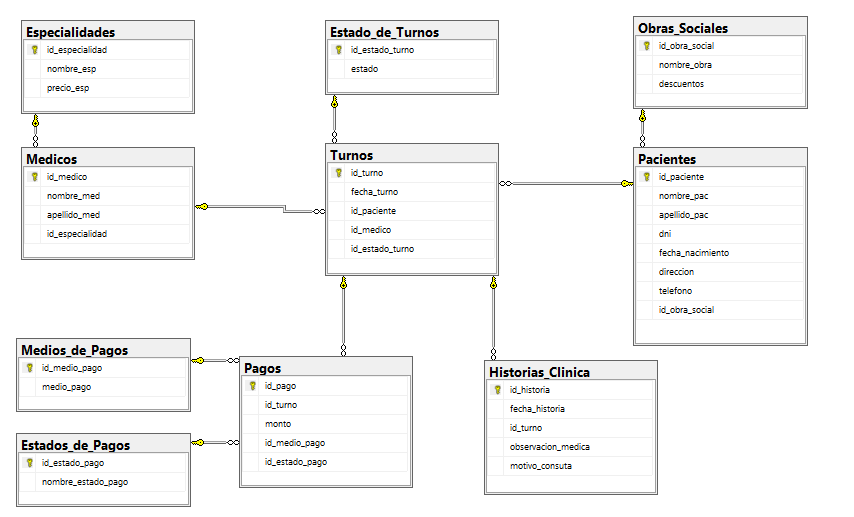 Especialidades
id_especialidad
nombre_esp
precio_esp
Estado_de_Turnos
id_estado_turno
estado
Obras_Sociales
id_obra_social
nombre_obra
descuentos
Medicos
id_medico
nombre_med
apellido_med
id_especialidad
Turnos
id_turno
fecha_turno
id_paciente
id_medico
id_estado_turno
Pacientes
id_paciente
nombre_pac
apellido_pac
dni
fecha_nacimiento
direccion
telefono
id_obra_social
Medios_de_Pagos
id_medio_pago
medio_pago
Pagos
id_pago
id_turno
monto
id_medio_pago
id_estado_pago
Historias_Clinica
id_historia
fecha_historia
id_turno
observacion_medica
motivo_consuta
Estados_de_Pagos
id_estado_pago
nombre_estado_pago